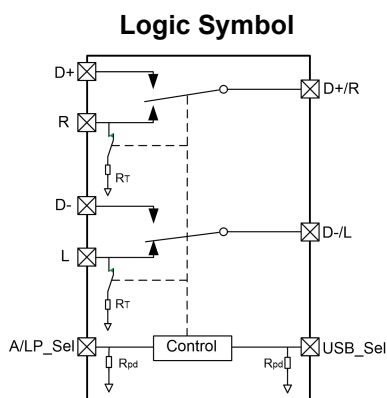 Logic Symbol
D+
D+/R
R
RT
D-
D-/L
L
RT
A/LP_Sel
Control
USB_Sel
Rpd
Rpd